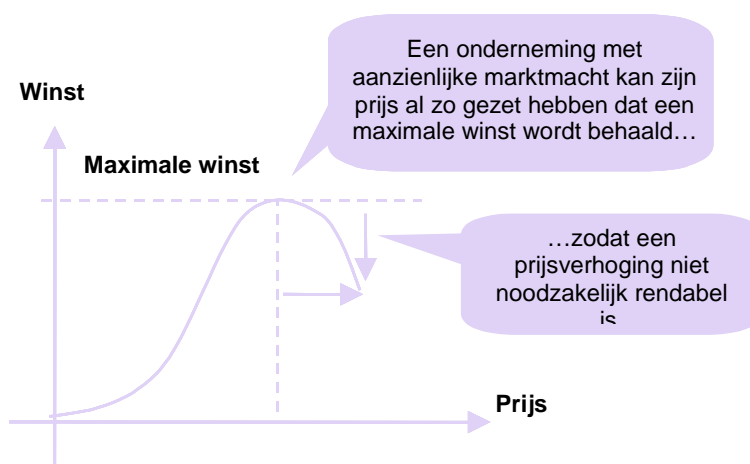 Een onderneming met
aanzienlijke marktmacht kan zijn
prijs al zo gezet hebben dat een
maximale winst wordt behaald…
Winst
Maximale winst
…zodat een
prijsverhoging niet
noodzakelijk rendabel
is
Prijs